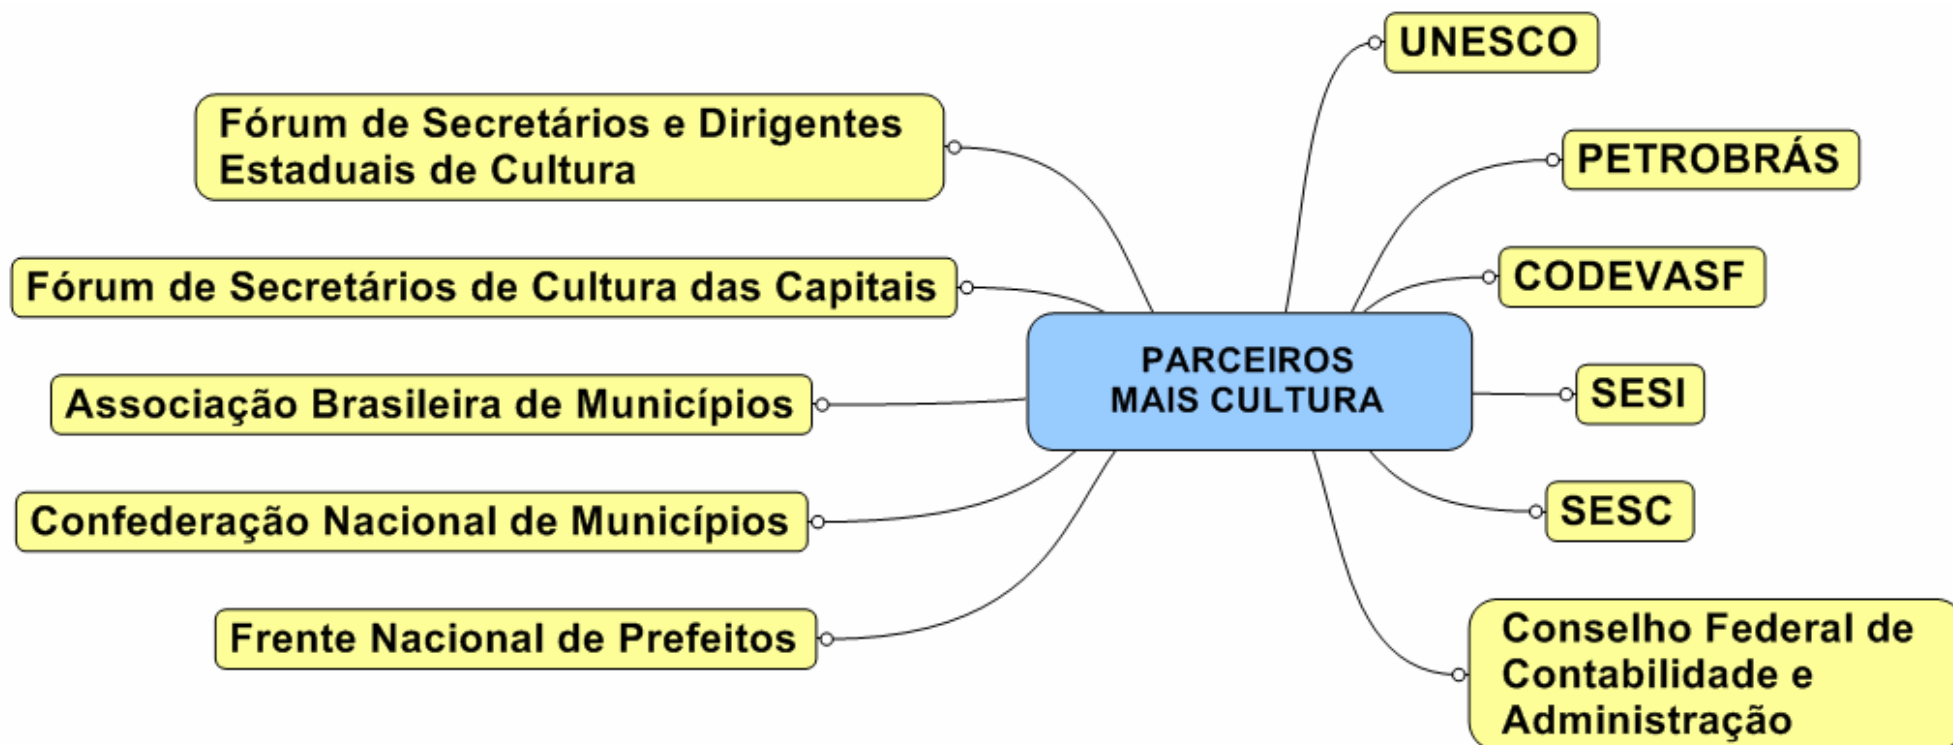 UNESCO
Fórum de Secretários e Dirigentes
Estaduais de Cultura
PETROBRÁS
Fórum de Secretários de Cultura das Capitais
CODEVASF
PARCEIROS
MAIS CULTURA
Associação Brasileira de Municípios
SESI
Confederação Nacional de Municípios
SESC
Frente Nacional de Prefeitos
Conselho Federal de
Contabilidade e
Administração